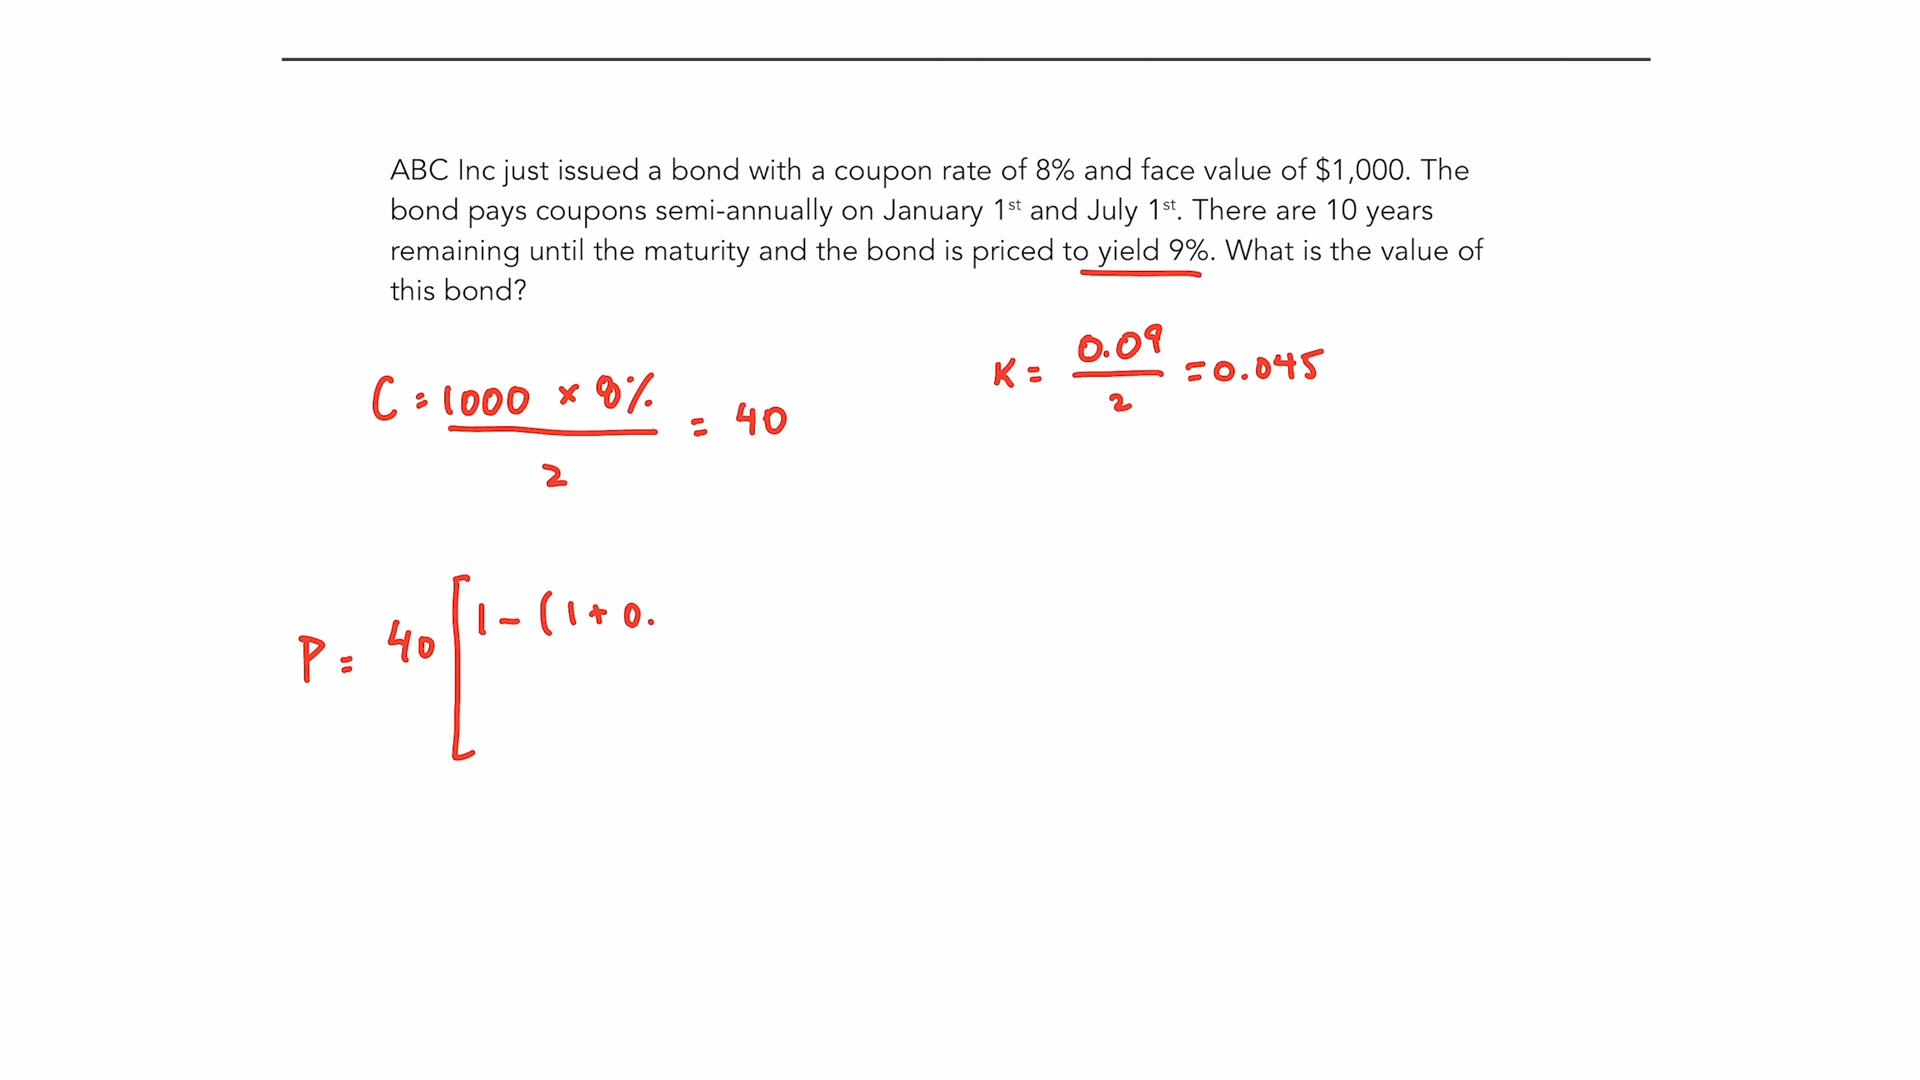 ABC Inc just issued a bond with a coupon rate of 8% and face value of $1,000. The
bond pays coupons semi-annually on January 1st and July 1st. There are 10 years
remaining until the maturity and the bond is priced to yield 9%. What is the value of
this bond?
K = 0.09 / 2 = 0.045
C = 1000 × 8% / 2 = 40
P = 40 [ 1 - ( 1 + 0.